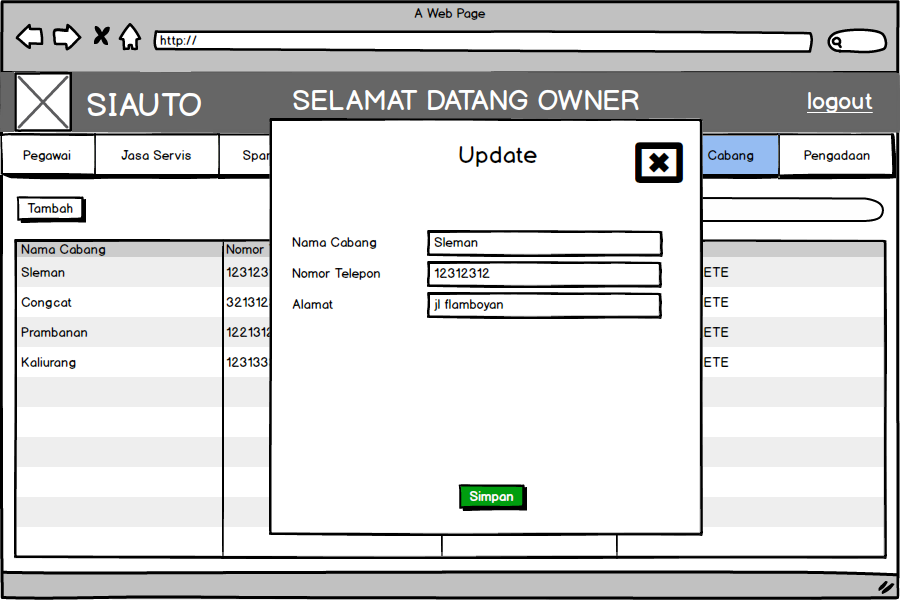 A Web Page
http://
SIAUTO
SELAMAT DATANG OWNER
logout
Pegawai
Jasa Servis
Spar
Cabang
Pengadaan
Update
Tambah
Nama Cabang
Nomor
Sleman
123123
ETE
Congcat
321312
ETE
Prambanan
1221312
ETE
Kaliurang
123133
ETE
Nama Cabang
Sleman
Nomor Telepon
12312312
Alamat
jl flamboyan
Simpan